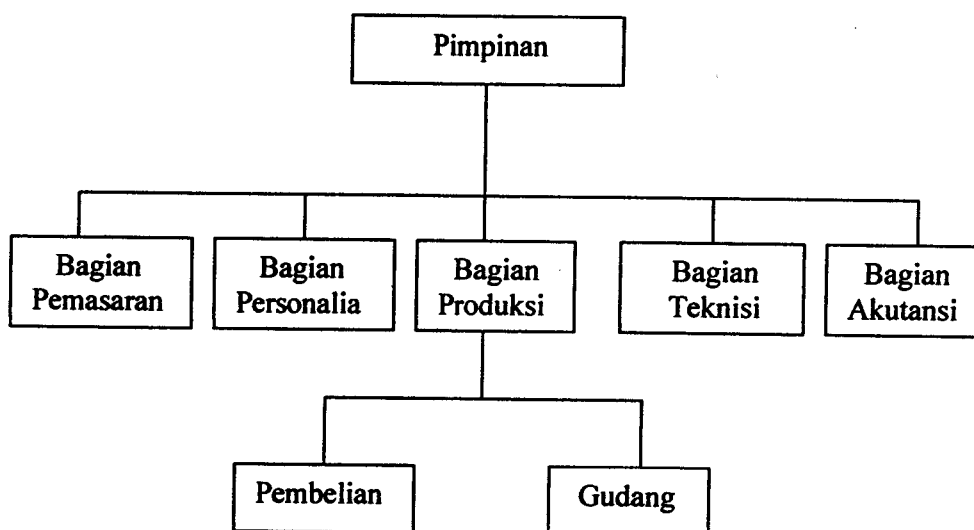 Pimpinan
Bagian
Pemasaran
Bagian
Personalia
Bagian
Produksi
Bagian
Teknisi
Bagian
Akutansi
Pembelian
Gudang